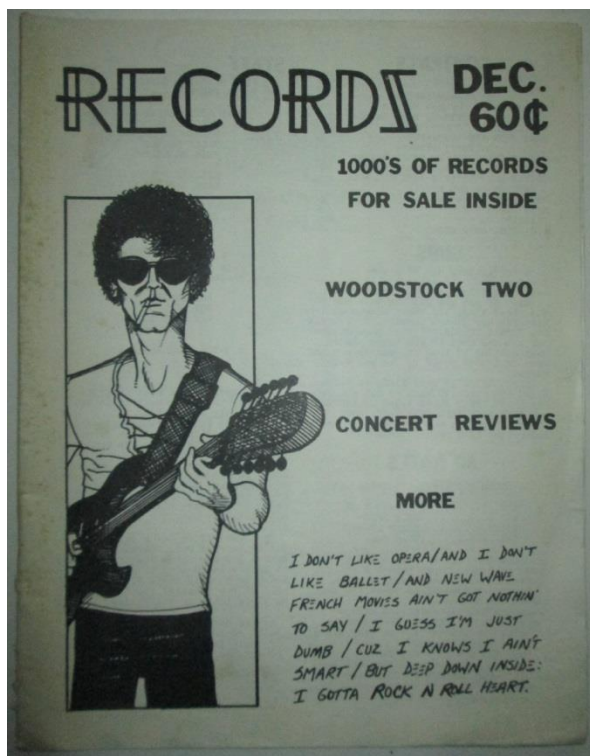 RECORDS
DEC.
60¢
1000'S OF RECORDS
FOR SALE INSIDE
WOODSTOCK TWO
CONCERT REVIEWS
MORE
I DON'T LIKE OPERA/AND I DON'T
LIKE BALLET/AND NEW WAVE
FRENCH MOVIES AIN'T GOT NOTHIN'
TO SAY / I GUESS I'M JUST
DUMB / CUZ I KNOWS I AIN'T
SMART / BUT DEEP DOWN INSIDE:
I GOTTA ROCK N ROLL HEART.